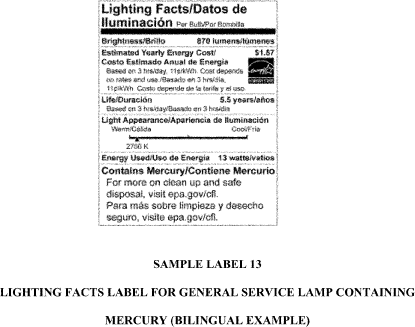 Lighting Facts/Datos de
Iluminación Per Bulb/Por Bombilla
Brightness/Brillo 870 lumens/lúmenes
Estimated Yearly Energy Cost/ $1.57
Costo Estimado Anual de Energía
Based on 3 hrs/day, 11¢/kWh. Cost depends
on rates and use./Basado en 3 hrs/día,
11¢/kWh. Costo depende de la tarifa y el uso.
Life/Duración 5.5 years/años
Based on 3 hrs/day/Basado en 3 hrs/día
Light Appearance/Apariencia de Iluminación
Warm/Cálida Cool/Fría
2700 K
Energy Used/Uso de Energía 13 watts/vatios
Contains Mercury/Contiene Mercurio
For more on clean up and safe
disposal, visit epa.gov/cfl.
Para más sobre limpieza y desecho
seguro, visite epa.gov/cfl.
SAMPLE LABEL 13
LIGHTING FACTS LABEL FOR GENERAL SERVICE LAMP CONTAINING
MERCURY (BILINGUAL EXAMPLE)